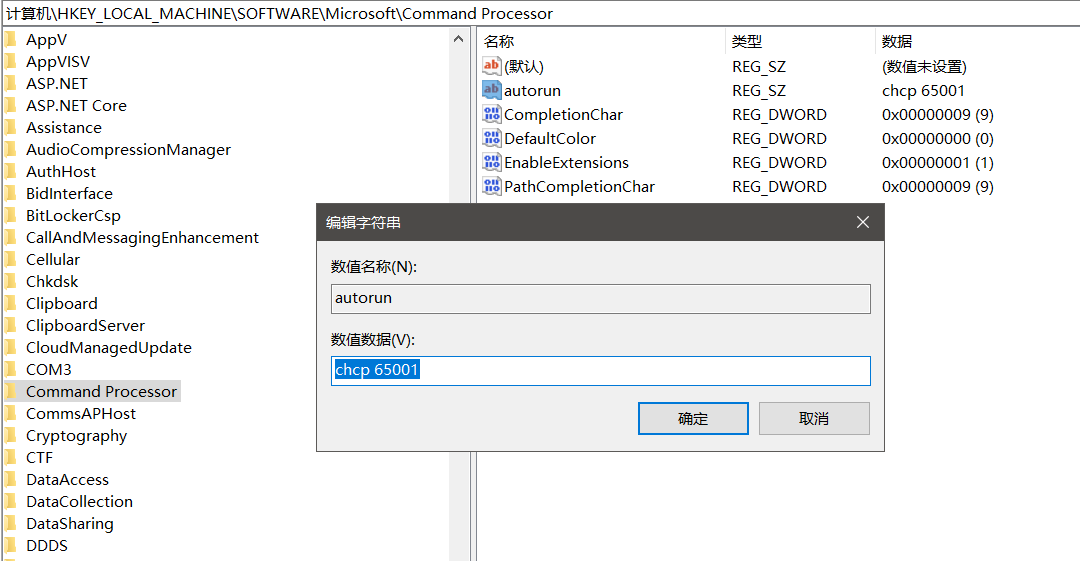 计算机\HKEY_LOCAL_MACHINE\SOFTWARE\Microsoft\Command Processor
AppV
AppVISV
ASP.NET
ASP.NET Core
Assistance
AudioCompressionManager
AuthHost
BidInterface
BitLockerCsp
CallAndMessagingEnhancement
Cellular
Chkdsk
Clipboard
ClipboardServer
CloudManagedUpdate
COM3
Command Processor
CommsAPHost
Cryptography
CTF
DataAccess
DataCollection
DataSharing
DDDS
名称 类型 数据
(默认) REG_SZ (数值未设置)
autorun REG_SZ chcp 65001
CompletionChar REG_DWORD 0x00000009 (9)
DefaultColor REG_DWORD 0x00000000 (0)
EnableExtensions REG_DWORD 0x00000001 (1)
PathCompletionChar REG_DWORD 0x00000009 (9)
编辑字符串
数值名称(N):
autorun
数值数据(V):
chcp 65001
确定 取消